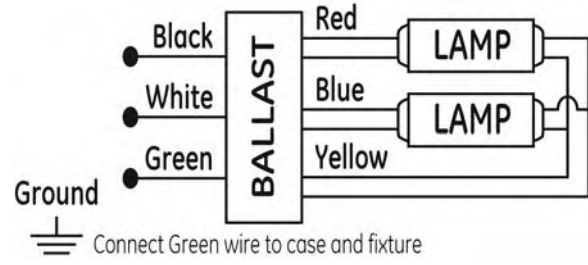 Black
White
Green
Ground
BALLAST
Red
Blue
Yellow
LAMP
LAMP
Connect Green wire to case and fixture